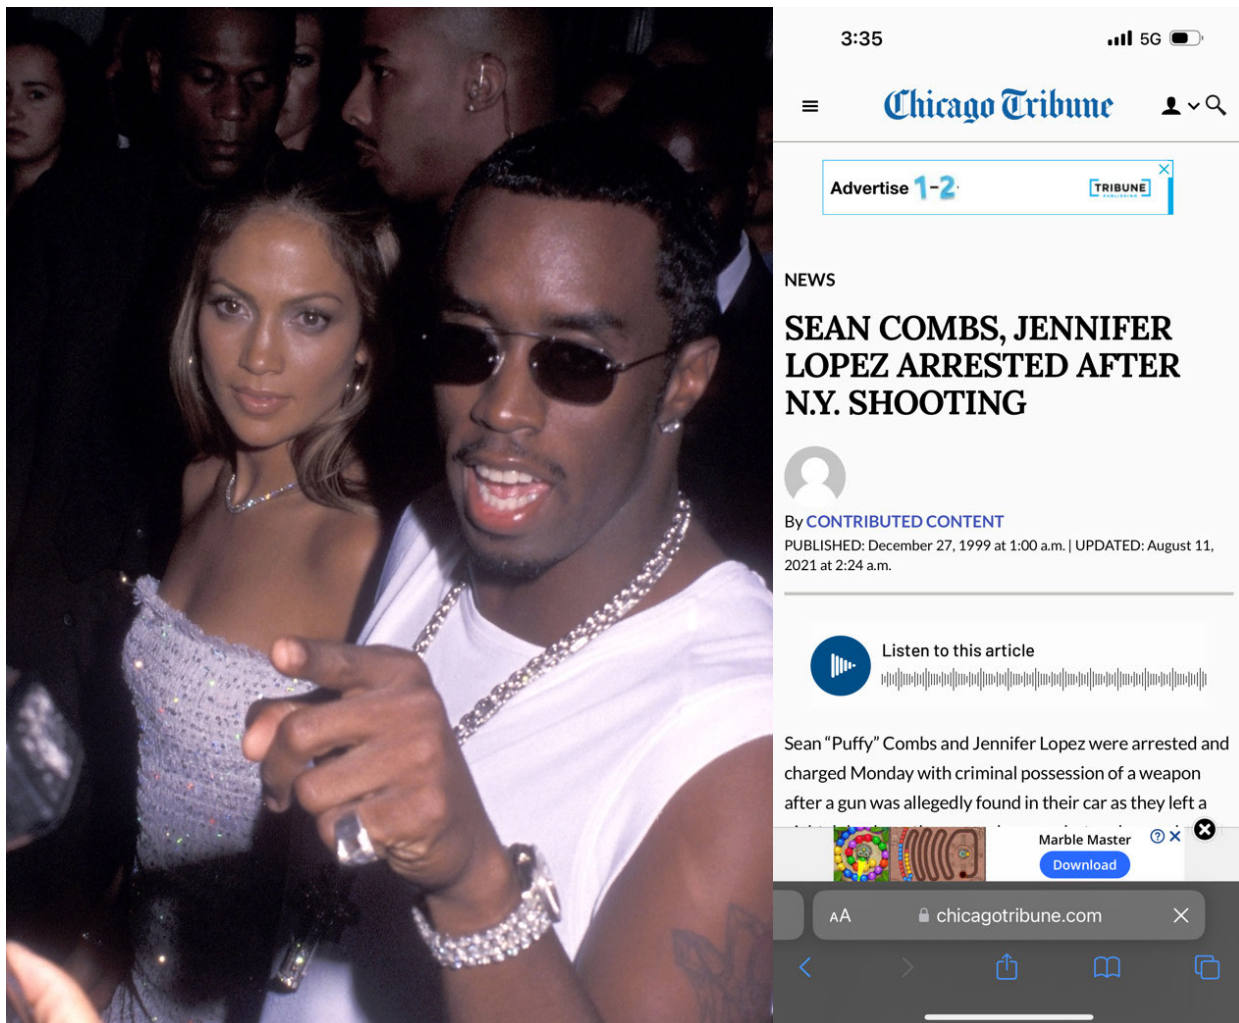 3:35
5G
Chicago Tribune
Advertise 1-2
TRIBUNE
PUBLISHING
NEWS
SEAN COMBS, JENNIFER
LOPEZ ARRESTED AFTER
N.Y. SHOOTING
By CONTRIBUTED CONTENT
PUBLISHED: December 27, 1999 at 1:00 a.m. | UPDATED: August 11,
2021 at 2:24 a.m.
Listen to this article
Sean “Puffy” Combs and Jennifer Lopez were arrested and
charged Monday with criminal possession of a weapon
after a gun was allegedly found in their car as they left a
Marble Master
Download
AA
chicagotribune.com